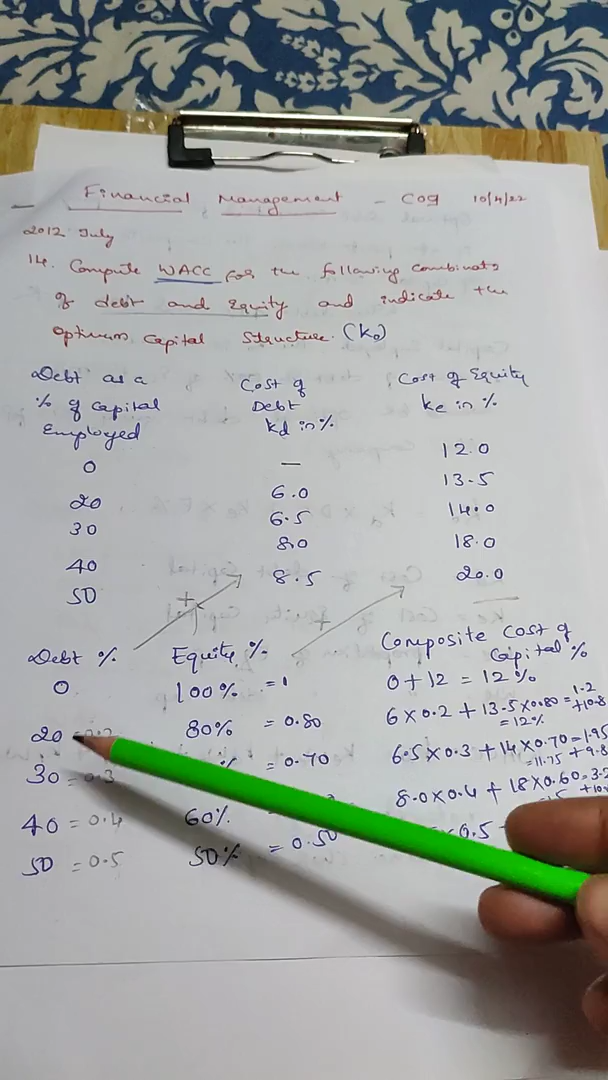 Financial Management - COg 10/4/22
2012 July
14. Compute WACC for the following combinats
of debt and Equity and indicate the
optimum Capital Structure. (Ko)
Debt as a % of Capital Employed
Cost of Debt Kd in %
Cost of Equity Ke in %
0 — 12.0
20 6.0 13.5
30 6.5 14.0
40 8.0 18.0
50 8.5 20.0
+ +
Debt % Equity % Composite Cost of Capital %
0 100% = 1 0 + 12 = 12%
20 80% = 0.80 6 x 0.2 + 13.5 x 0.80 = 1.2 + 10.8
= 12%
30 = 0.3 % = 0.70 6.5 x 0.3 + 14 x 0.70 = 1.95 + 9.8
= 11.75
40 = 0.4 60% 8.0 x 0.4 + 18 x 0.60 = 3.2
50 = 0.5 50% = 0.50 0.5